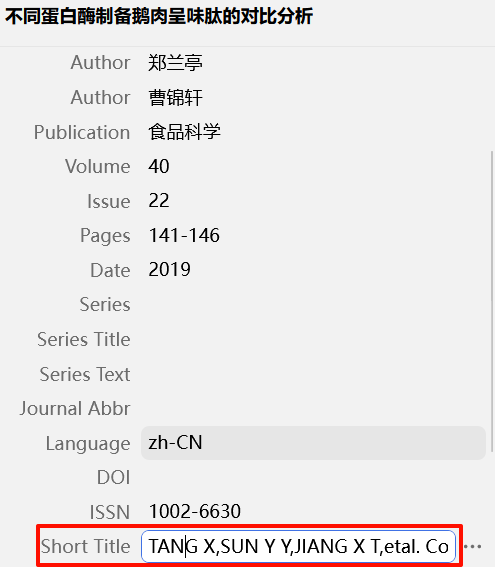 不同蛋白酶制备鹅肉呈味肽的对比分析
Author 郑兰亭
Author 曹锦轩
Publication 食品科学
Volume 40
Issue 22
Pages 141-146
Date 2019
Series
Series Title
Series Text
Journal Abbr
Language zh-CN
DOI
ISSN 1002-6630
Short Title TANG X,SUN Y Y,JIANG X T,etal. Co